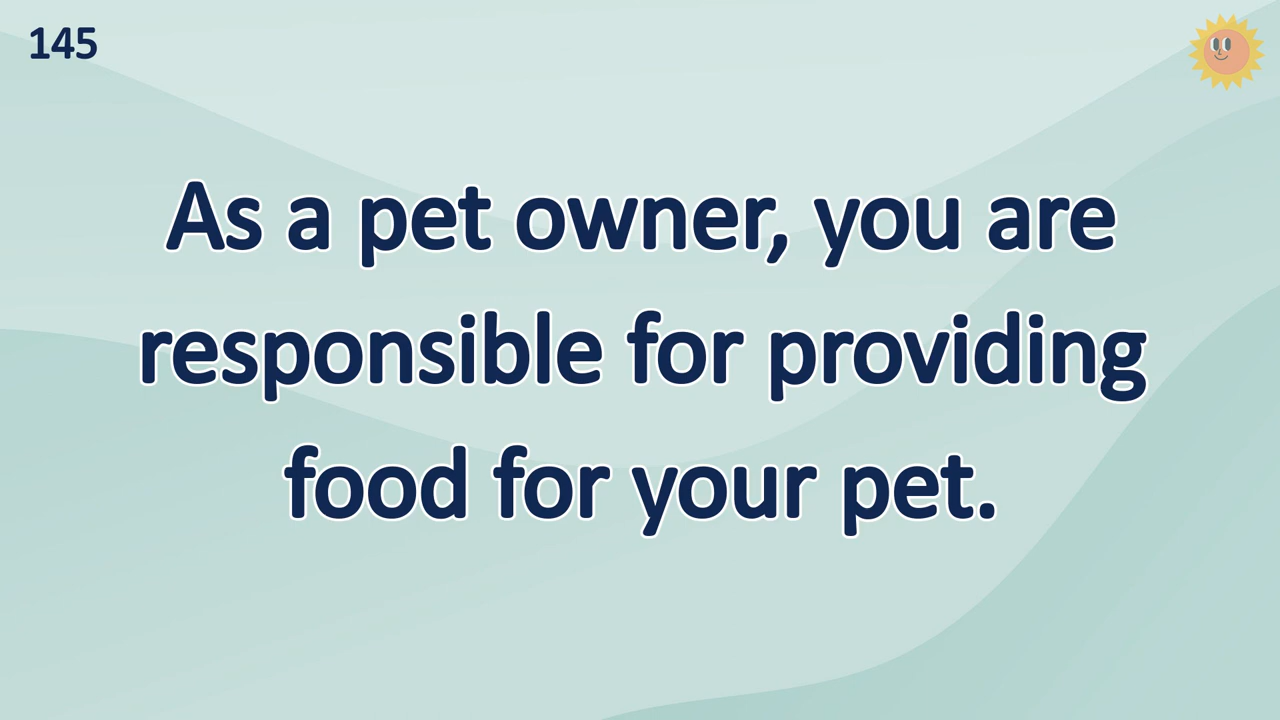 145
As a pet owner, you are
responsible for providing
food for your pet.